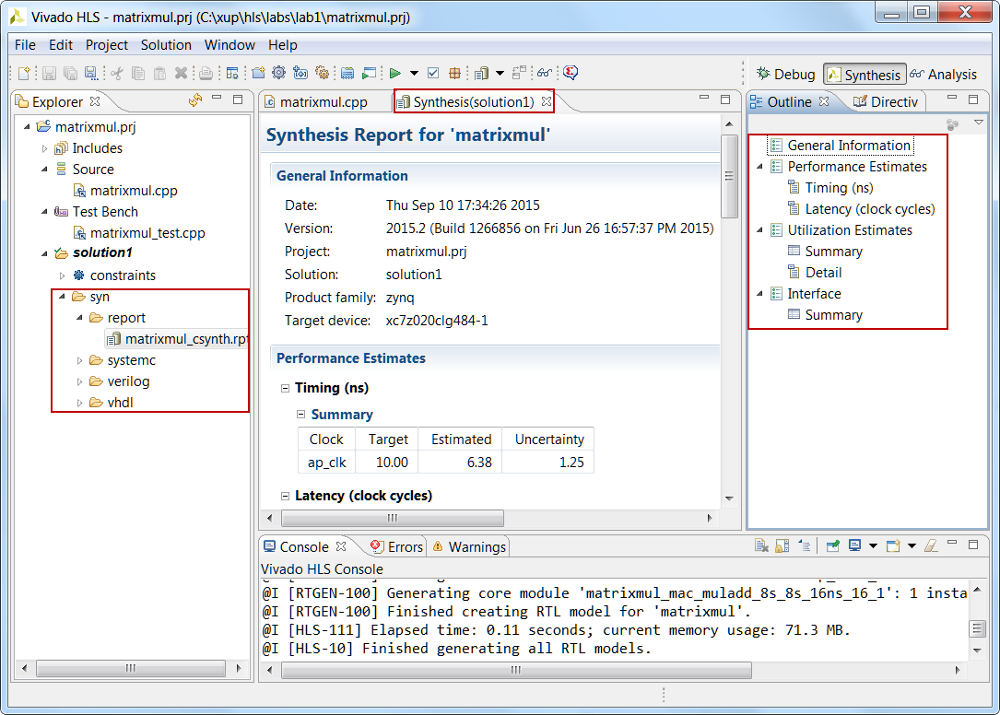 Vivado HLS - matrixmul.prj (C:\xup\hls\labs\lab1\matrixmul.prj)
File Edit Project Solution Window Help
Debug Synthesis Analysis
Explorer
matrixmul.prj
Includes
Source
matrixmul.cpp
Test Bench
matrixmul_test.cpp
solution1
constraints
syn
report
matrixmul_csynth.rpt
systemc
verilog
vhdl
matrixmul.cpp Synthesis(solution1)
Synthesis Report for 'matrixmul'
General Information
Date: Thu Sep 10 17:34:26 2015
Version: 2015.2 (Build 1266856 on Fri Jun 26 16:57:37 PM 2015)
Project: matrixmul.prj
Solution: solution1
Product family: zynq
Target device: xc7z020clg484-1
Performance Estimates
Timing (ns)
Summary
Clock Target Estimated Uncertainty
ap_clk 10.00 6.38 1.25
Latency (clock cycles)
Outline Directiv
General Information
Performance Estimates
Timing (ns)
Latency (clock cycles)
Utilization Estimates
Summary
Detail
Interface
Summary
Console Errors Warnings
Vivado HLS Console
@I [RTGEN-100] Generating core module 'matrixmul_mac_muladd_8s_8s_16ns_16_1': 1 insta
@I [RTGEN-100] Finished creating RTL model for 'matrixmul'.
@I [HLS-111] Elapsed time: 0.11 seconds; current memory usage: 71.3 MB.
@I [HLS-10] Finished generating all RTL models.